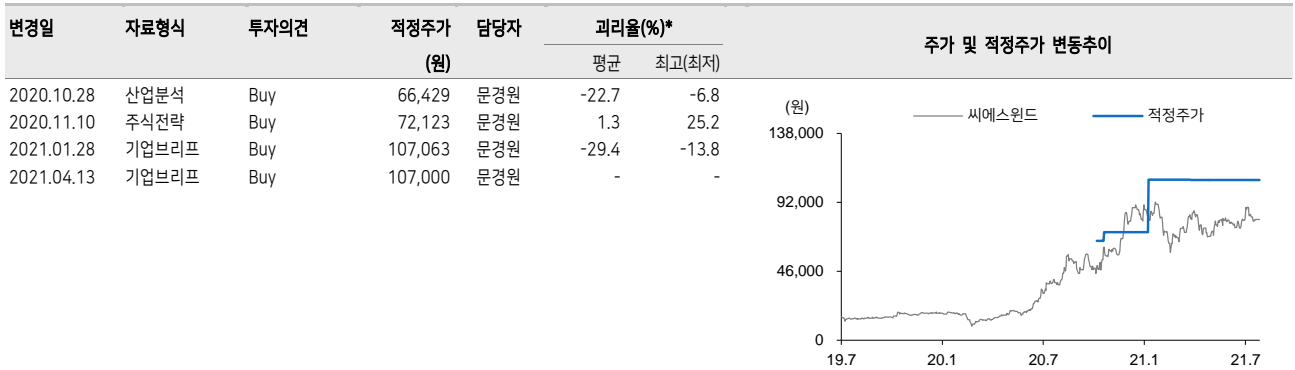 변경일 자료형식 투자의견 적정주가 담당자 괴리율(%)* 주가 및 적정주가 변동추이
(원) 평균 최고(최저)
2020.10.28 산업분석 Buy 66,429 문경원 -22.7 -6.8
2020.11.10 주식전략 Buy 72,123 문경원 1.3 25.2
2021.01.28 기업브리프 Buy 107,063 문경원 -29.4 -13.8
2021.04.13 기업브리프 Buy 107,000 문경원 - -
(원) 씨에스윈드 적정주가
138,000
92,000
46,000
0
19.7 20.1 20.7 21.1 21.7